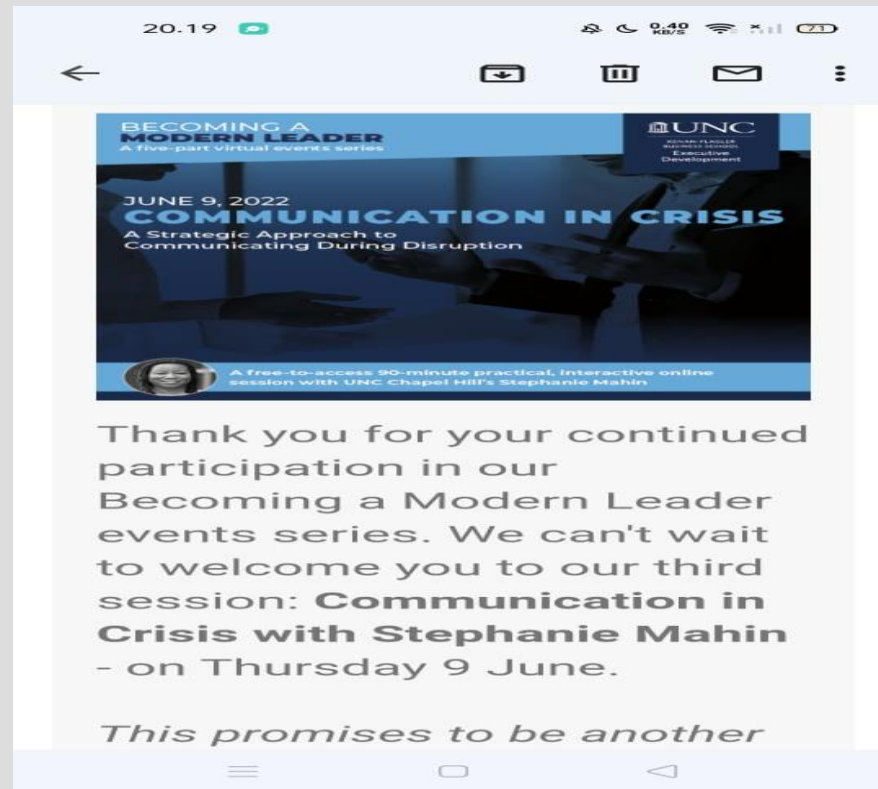 20.19
0.40
KB/S
71
BECOMING A
MODERN LEADER
A five-part virtual events series
UNC
KENAN-FLAGLER
BUSINESS SCHOOL
Executive
Development
JUNE 9, 2022
COMMUNICATION IN CRISIS
A Strategic Approach to
Communicating During Disruption
A free-to-access 90-minute practical, interactive online
session with UNC Chapel Hill's Stephanie Mahin
Thank you for your continued
participation in our
Becoming a Modern Leader
events series. We can't wait
to welcome you to our third
session: Communication in
Crisis with Stephanie Mahin
- on Thursday 9 June.
This promises to be another